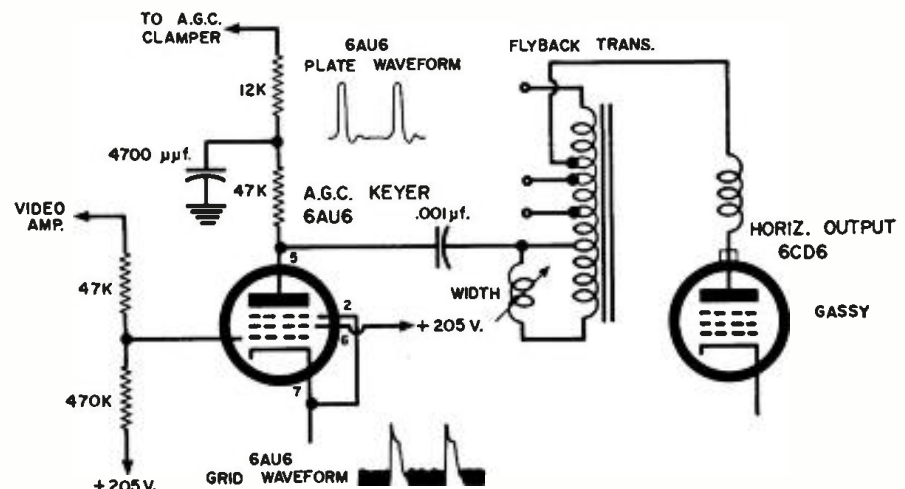 TO A.G.C.
CLAMPER
12K
4700 µµf.
47K
VIDEO
AMP.
47K
470K
+205V.
6AU6
PLATE WAVEFORM
A.G.C. KEYER
6AU6
.001µf.
5
2
6
7
+205 V.
6AU6
GRID WAVEFORM
FLYBACK TRANS.
WIDTH
HORIZ. OUTPUT
6CD6
GASSY